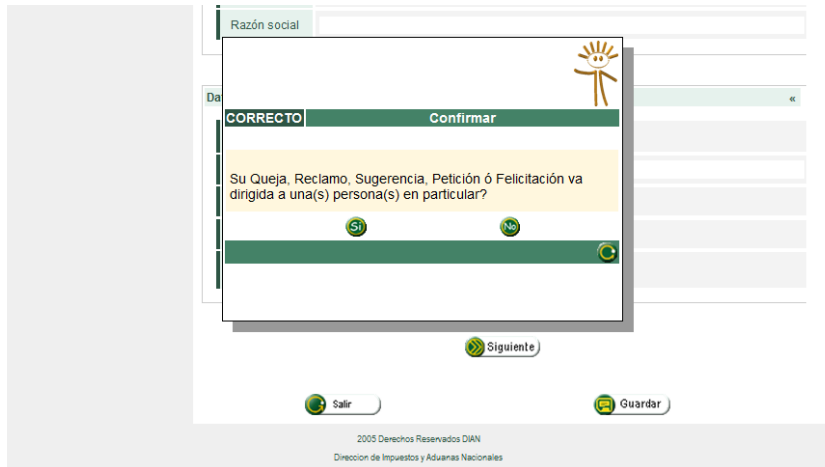 Razón social
Da
«
CORRECTO Confirmar
Su Queja, Reclamo, Sugerencia, Petición ó Felicitación va
dirigida a una(s) persona(s) en particular?
Si No
Siguiente
Salir Guardar
2005 Derechos Reservados DIAN
Direccion de Impuestos y Aduanas Nacionales